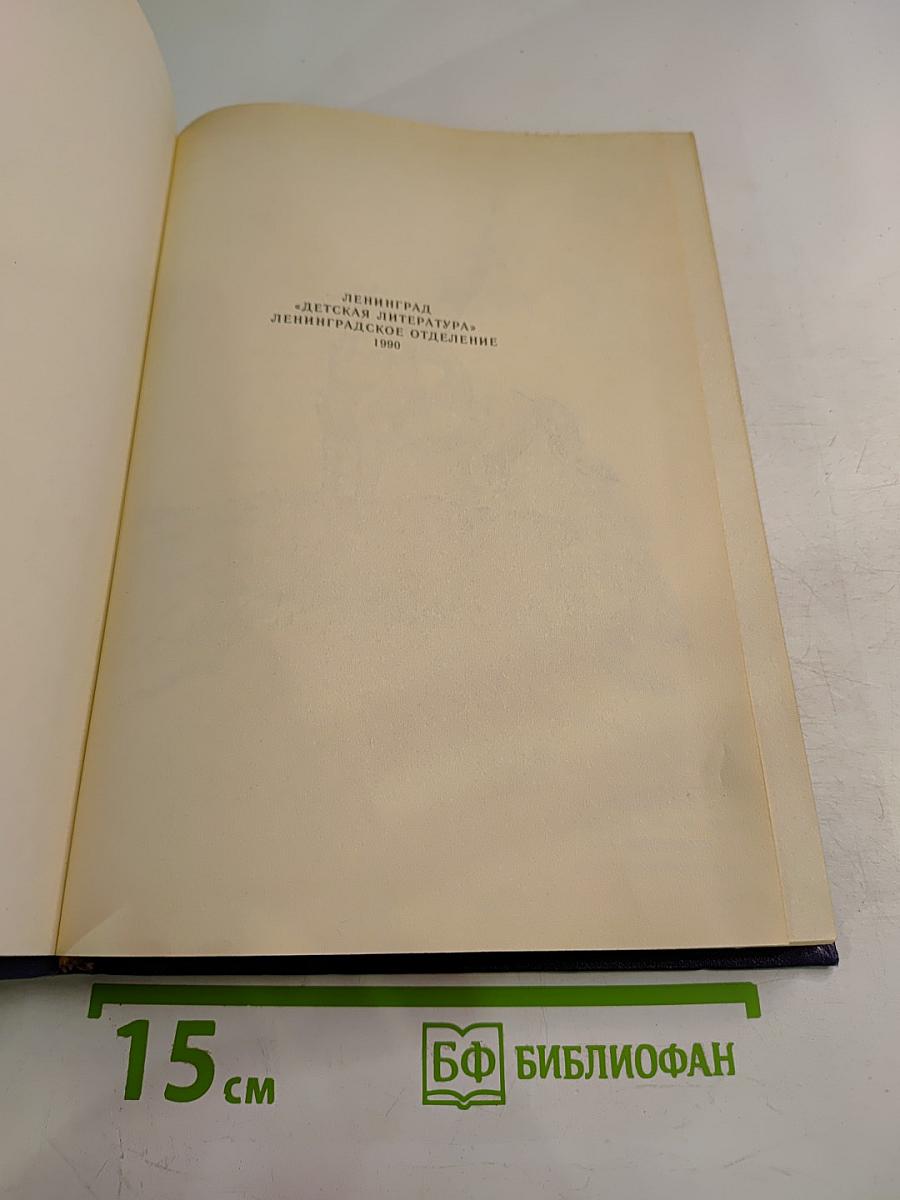 ЛЕНИНГРАД
«ДЕТСКАЯ ЛИТЕРАТУРА»
ЛЕНИНГРАДСКОЕ ОТДЕЛЕНИЕ
1990
15 см
БФ БИБЛИОФАН